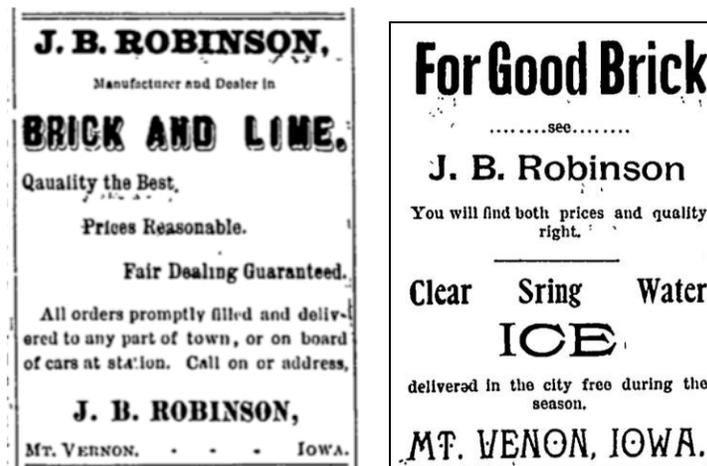 J. B. ROBINSON,
Manufacturer and Dealer in
BRICK AND LIME.
Qauality the Best,
Prices Reasonable.
Fair Dealing Guaranteed.
All orders promptly filled and deliv-
ered to any part of town, or on board
of cars at station. Call on or address,
J. B. ROBINSON,
MT. VERNON, - - - IOWA.
For Good Brick
........see........
J. B. Robinson
You will find both prices and quality
right.
Clear Sring Water
ICE
delivered in the city free during the
season.
MT. VENON, IOWA.